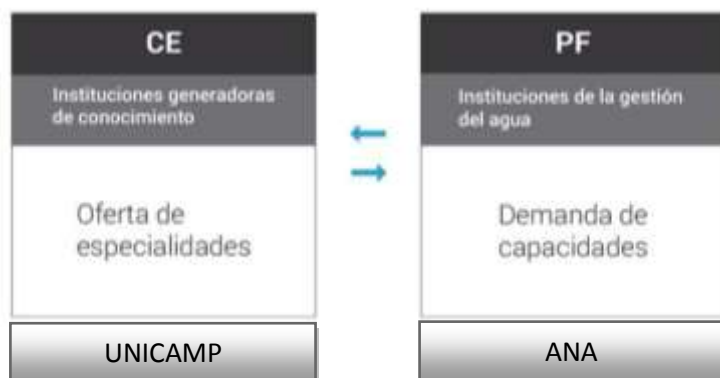 CE
Instituciones generadoras
de conocimiento
Oferta de
especialidades
UNICAMP
PF
Instituciones de la gestión
del agua
Demanda de
capacidades
ANA